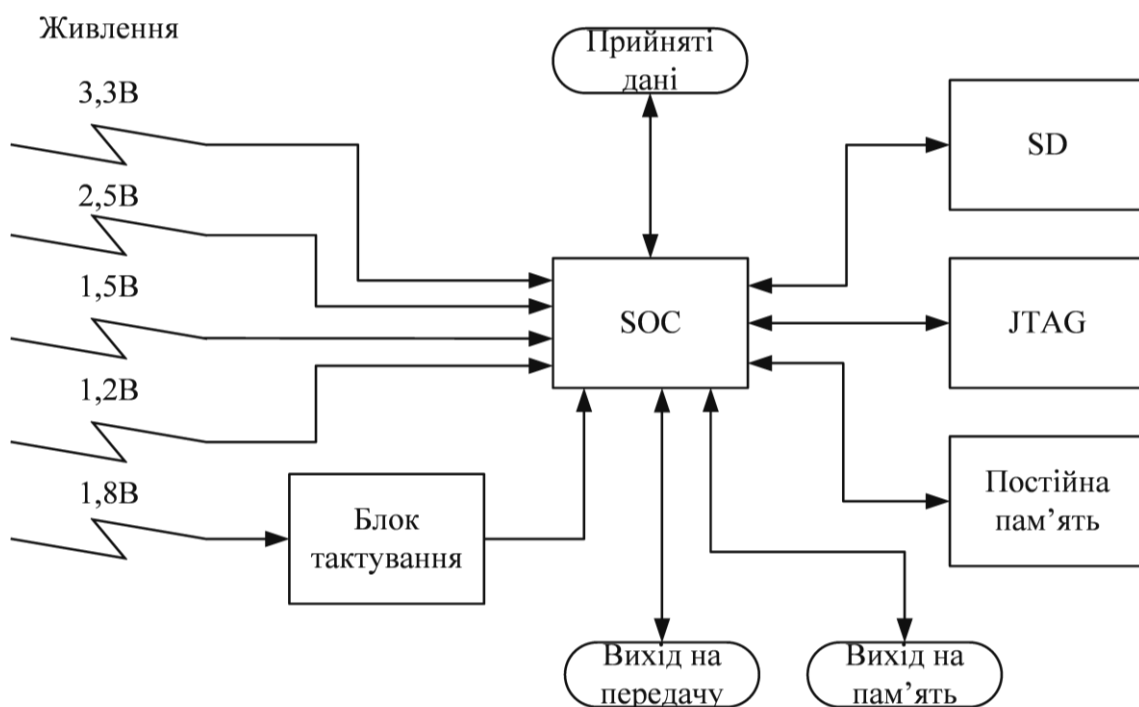 Живлення
3,3В
2,5В
1,5В
1,2В
1,8В
Блок
тактування
Прийняті
дані
SOC
SD
JTAG
Постійна
пам’ять
Вихід на
передачу
Вихід на
пам’ять